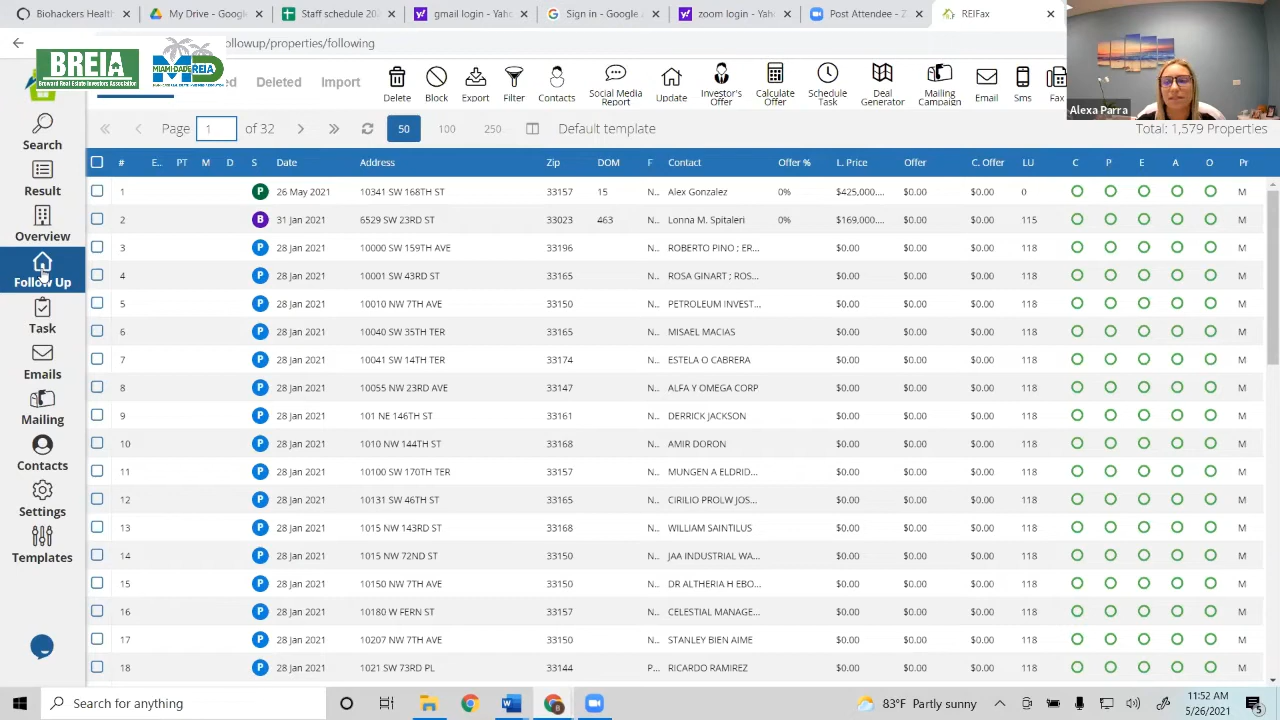 Biohackers Health
My Drive - Google
Staff schedule
gmail login - Yaho
Sign in - Google
zoom login - Yaho
Post Attendee - Z
REIFax
ollowup/properties/following
BREIA
Broward Real Estate Investors Association
MIAMI-DADE REIA
Deleted
Import
Delete
Block
Export
Filter
Contacts
Social Media Report
Update
Investor's Offer
Calculate Offer
Schedule Task
Deal Generator
Mailing Campaign
Email
Sms
Fax
Alexa Parra
Page 1 of 32
50
100
250
Default template
Total: 1,579 Properties
Search
Result
Overview
Follow Up
Task
Emails
Mailing
Contacts
Settings
Templates
# E.. PT M D S Date Address Zip DOM F Contact Offer % L. Price Offer C. Offer LU C P E A O Pr
1 P 26 May 2021 10341 SW 168TH ST 33157 15 N.. Alex Gonzalez 0% $425,000.... $0.00 $0.00 0 M
2 B 31 Jan 2021 6529 SW 23RD ST 33023 463 N.. Lonna M. Spitaleri 0% $169,000.... $0.00 $0.00 115 M
3 P 28 Jan 2021 10000 SW 159TH AVE 33196 N.. ROBERTO PINO ; ER... $0.00 $0.00 $0.00 118 M
4 P 28 Jan 2021 10001 SW 43RD ST 33165 N.. ROSA GINART ; ROS... $0.00 $0.00 $0.00 118 M
5 P 28 Jan 2021 10010 NW 7TH AVE 33150 N.. PETROLEUM INVEST... $0.00 $0.00 $0.00 118 M
6 P 28 Jan 2021 10040 SW 35TH TER 33165 N.. MISAEL MACIAS $0.00 $0.00 $0.00 118 M
7 P 28 Jan 2021 10041 SW 14TH TER 33174 N.. ESTELA O CABRERA $0.00 $0.00 $0.00 118 M
8 P 28 Jan 2021 10055 NW 23RD AVE 33147 N.. ALFA Y OMEGA CORP $0.00 $0.00 $0.00 118 M
9 P 28 Jan 2021 101 NE 146TH ST 33161 N.. DERRICK JACKSON $0.00 $0.00 $0.00 118 M
10 P 28 Jan 2021 1010 NW 144TH ST 33168 N.. AMIR DORON $0.00 $0.00 $0.00 118 M
11 P 28 Jan 2021 10100 SW 170TH TER 33157 N.. MUNGEN A ELDRID... $0.00 $0.00 $0.00 118 M
12 P 28 Jan 2021 10131 SW 46TH ST 33165 N.. CIRILIO PROLW JOS... $0.00 $0.00 $0.00 118 M
13 P 28 Jan 2021 1015 NW 143RD ST 33168 N.. WILLIAM SAINTILUS $0.00 $0.00 $0.00 118 M
14 P 28 Jan 2021 1015 NW 72ND ST 33150 N.. JAA INDUSTRIAL WA... $0.00 $0.00 $0.00 118 M
15 P 28 Jan 2021 10150 NW 7TH AVE 33150 N.. DR ALTHERIA H EBO... $0.00 $0.00 $0.00 118 M
16 P 28 Jan 2021 10180 W FERN ST 33157 N.. CELESTIAL MANAGE... $0.00 $0.00 $0.00 118 M
17 P 28 Jan 2021 10207 NW 7TH AVE 33150 N.. STANLEY BIEN AIME $0.00 $0.00 $0.00 118 M
18 P 28 Jan 2021 1021 SW 73RD PL 33144 P... RICARDO RAMIREZ $0.00 $0.00 $0.00 118 M
Search for anything
83°F Partly sunny
11:52 AM
5/26/2021
5